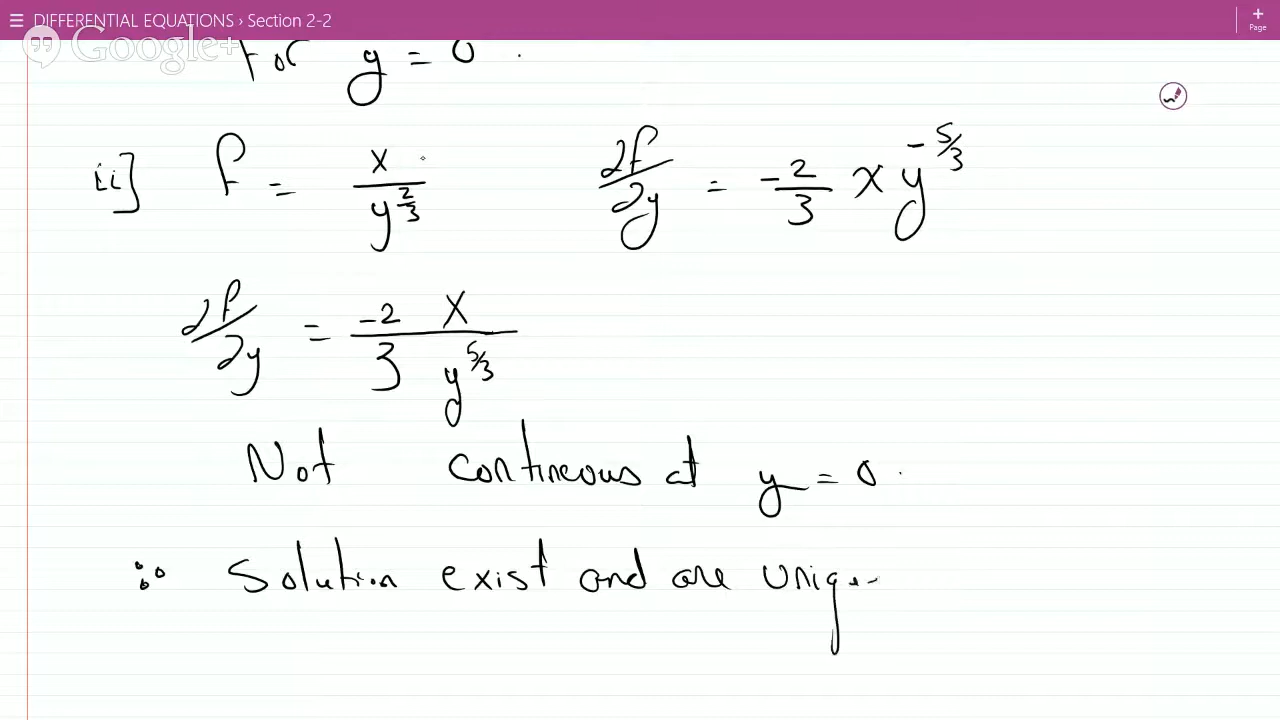 DIFFERENTIAL EQUATIONS › Section 2-2
Page
Google+
for y = 0 .
[i] f = x / y^{2/3} ∂f/∂y = -2/3 x y^{-5/3}
∂f/∂y = -2/3 x / y^{5/3}
Not contineous at y = 0 .
∴ Solution exist and are uniq